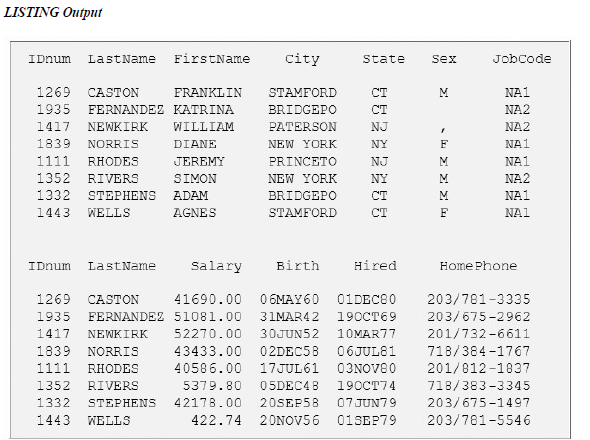 LISTING Output
IDnum LastName FirstName City State Sex JobCode
1269 CASTON FRANKLIN STAMFORD CT M NA1
1935 FERNANDEZ KATRINA BRIDGEPO CT NA2
1417 NEWKIRK WILLIAM PATERSON NJ , NA2
1839 NORRIS DIANE NEW YORK NY F NA1
1111 RHODES JEREMY PRINCETO NJ M NA1
1352 RIVERS SIMON NEW YORK NY M NA2
1332 STEPHENS ADAM BRIDGEPO CT M NA1
1443 WELLS AGNES STAMFORD CT F NA1
IDnum LastName Salary Birth Hired HomePhone
1269 CASTON 41690.00 06MAY60 01DEC80 203/781-3335
1935 FERNANDEZ 51081.00 31MAR42 19OCT69 203/675-2962
1417 NEWKIRK 52270.00 30JUN52 10MAR77 201/732-6611
1839 NORRIS 43433.00 02DEC58 06JUL81 718/384-1767
1111 RHODES 40586.00 17JUL61 03NOV80 201/812-1837
1352 RIVERS 5379.80 05DEC48 19OCT74 718/383-3345
1332 STEPHENS 42178.00 20SEP58 07JUN79 203/675-1497
1443 WELLS 422.74 20NOV56 01SEP79 203/781-5546